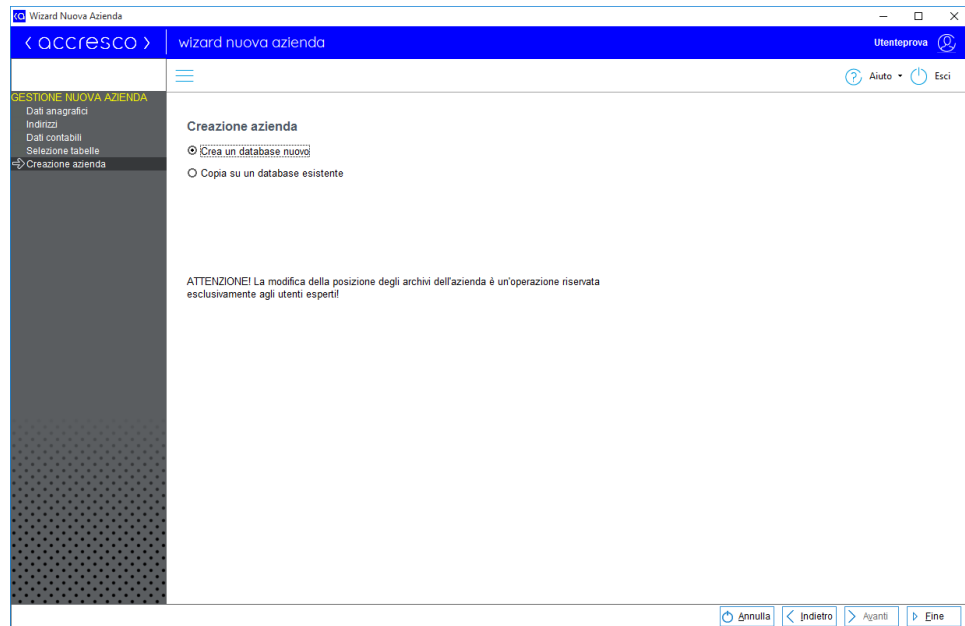 Wizard Nuova Azienda
< accresco >
wizard nuova azienda
Utenteprova
? Aiuto
Esci
GESTIONE NUOVA AZIENDA
Dati anagrafici
Indirizzi
Dati contabili
Selezione tabelle
Creazione azienda
Creazione azienda
Crea un database nuovo
Copia su un database esistente
ATTENZIONE! La modifica della posizione degli archivi dell'azienda è un'operazione riservata
esclusivamente agli utenti esperti!
Annulla
Indietro
Avanti
Fine